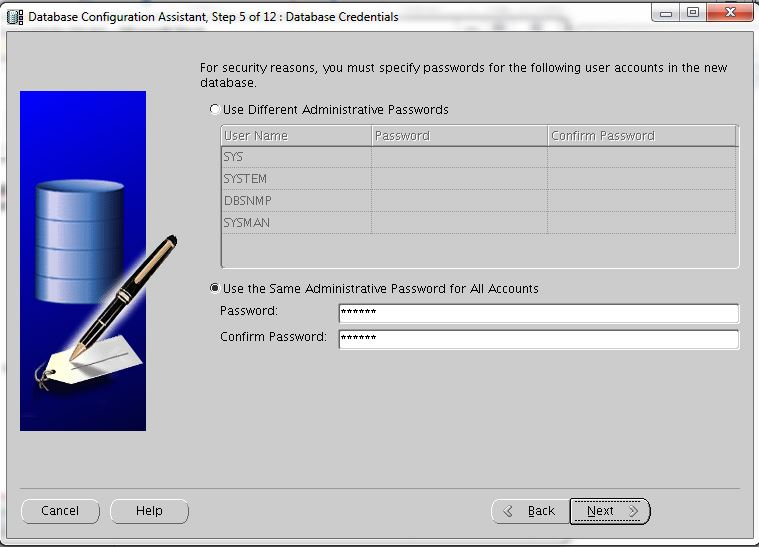 Database Configuration Assistant, Step 5 of 12 : Database Credentials
For security reasons, you must specify passwords for the following user accounts in the new
database.
Use Different Administrative Passwords
User Name Password Confirm Password
SYS
SYSTEM
DBSNMP
SYSMAN
Use the Same Administrative Password for All Accounts
Password: ******
Confirm Password: ******
Cancel Help Back Next